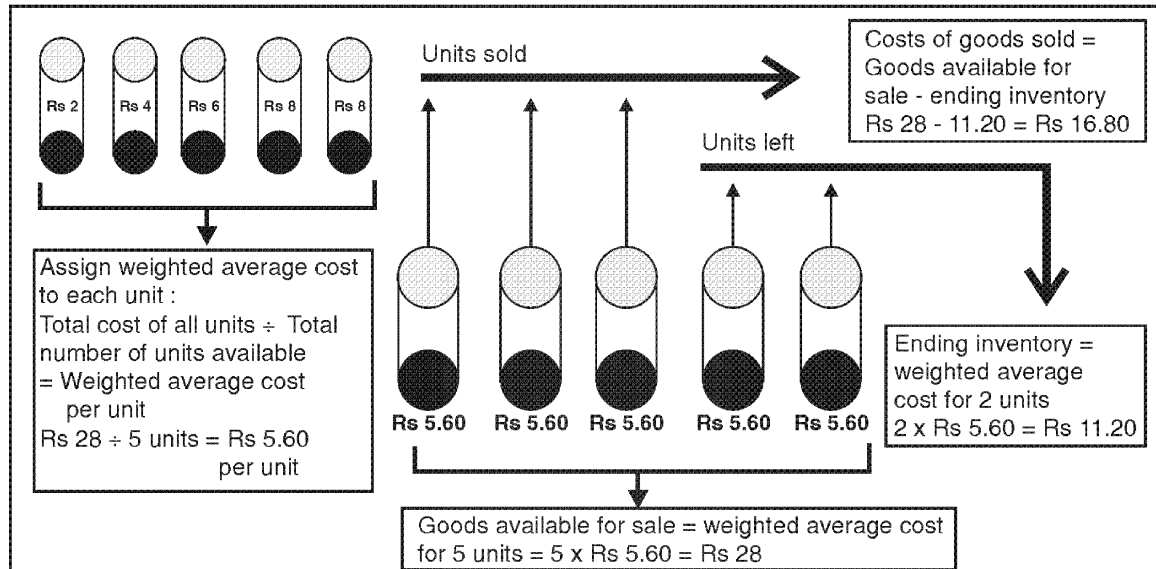 Rs 2 Rs 4 Rs 6 Rs 8 Rs 8
Assign weighted average cost
to each unit :
Total cost of all units ÷ Total
number of units available
= Weighted average cost
per unit
Rs 28 ÷ 5 units = Rs 5.60
per unit
Units sold
Costs of goods sold =
Goods available for
sale - ending inventory
Rs 28 - 11.20 = Rs 16.80
Units left
Rs 5.60 Rs 5.60 Rs 5.60 Rs 5.60 Rs 5.60
Ending inventory =
weighted average
cost for 2 units
2 x Rs 5.60 = Rs 11.20
Goods available for sale = weighted average cost
for 5 units = 5 x Rs 5.60 = Rs 28